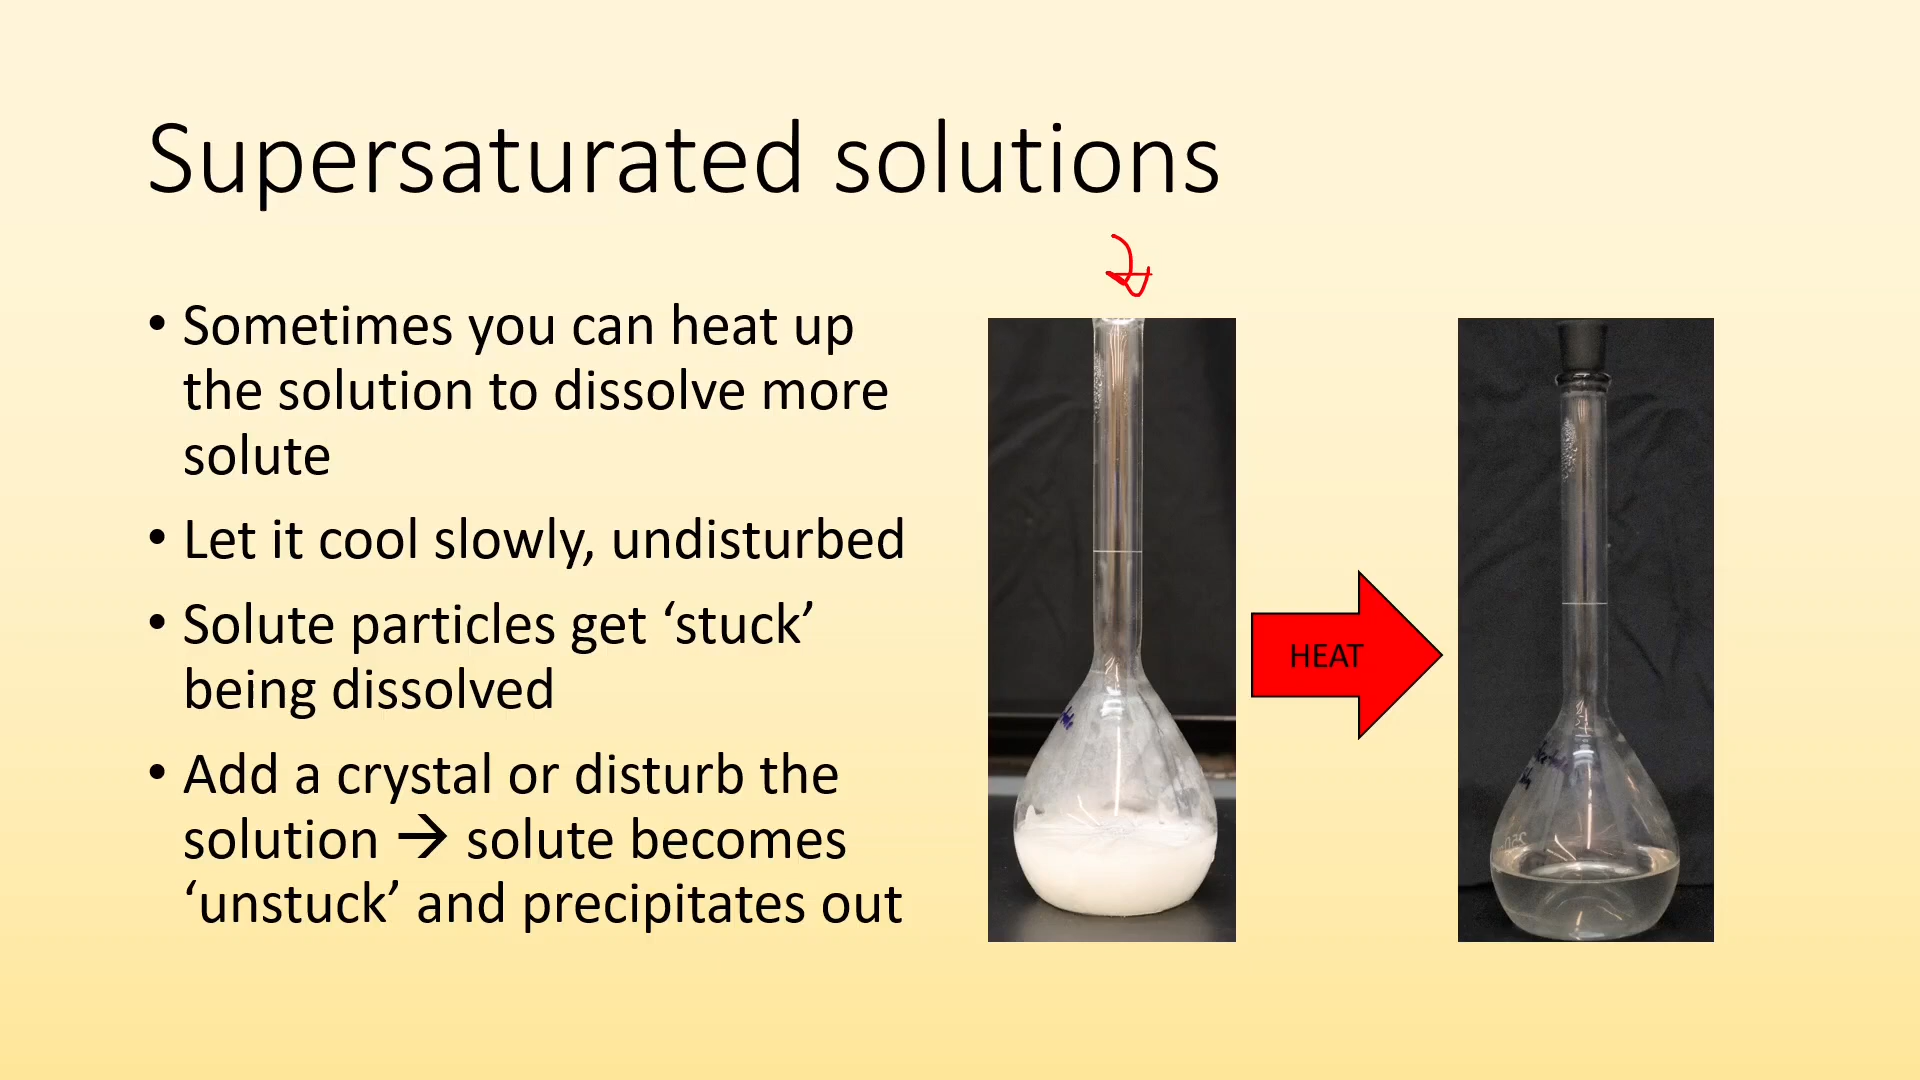 Supersaturated solutions
• Sometimes you can heat up
the solution to dissolve more
solute
• Let it cool slowly, undisturbed
• Solute particles get ‘stuck’
being dissolved
• Add a crystal or disturb the
solution → solute becomes
‘unstuck’ and precipitates out
HEAT